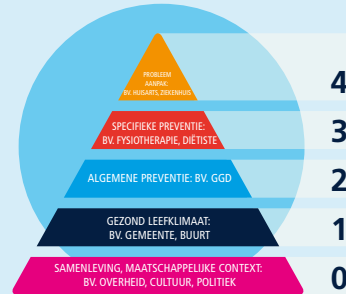 PROBLEEM
AANPAK:
BV. HUISARTS, ZIEKENHUIS
4
SPECIFIEKE PREVENTIE:
BV. FYSIOTHERAPIE, DIËTISTE
3
ALGEMENE PREVENTIE: BV. GGD
2
GEZOND LEEFKLIMAAT:
BV. GEMEENTE, BUURT
1
SAMENLEVING, MAATSCHAPPELIJKE CONTEXT:
BV. OVERHEID, CULTUUR, POLITIEK
0